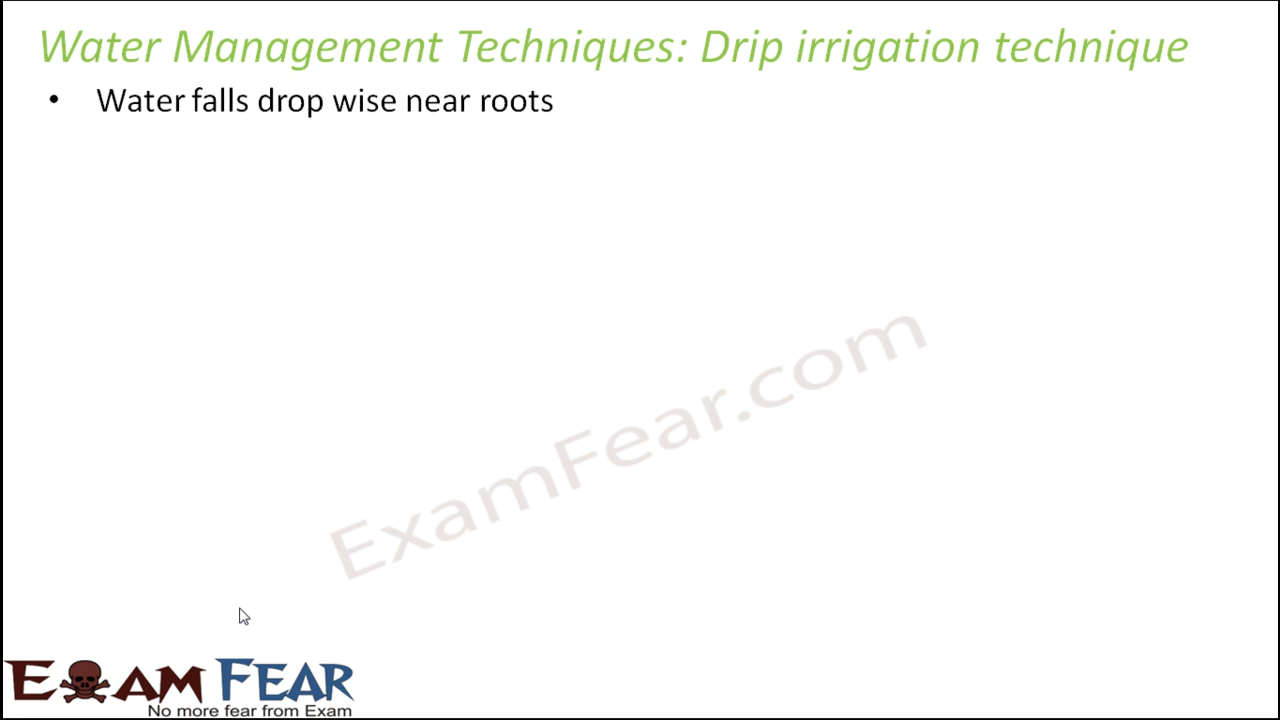 Water Management Techniques: Drip irrigation technique
• Water falls drop wise near roots
ExamFear.com
EXAM FEAR
No more fear from Exam